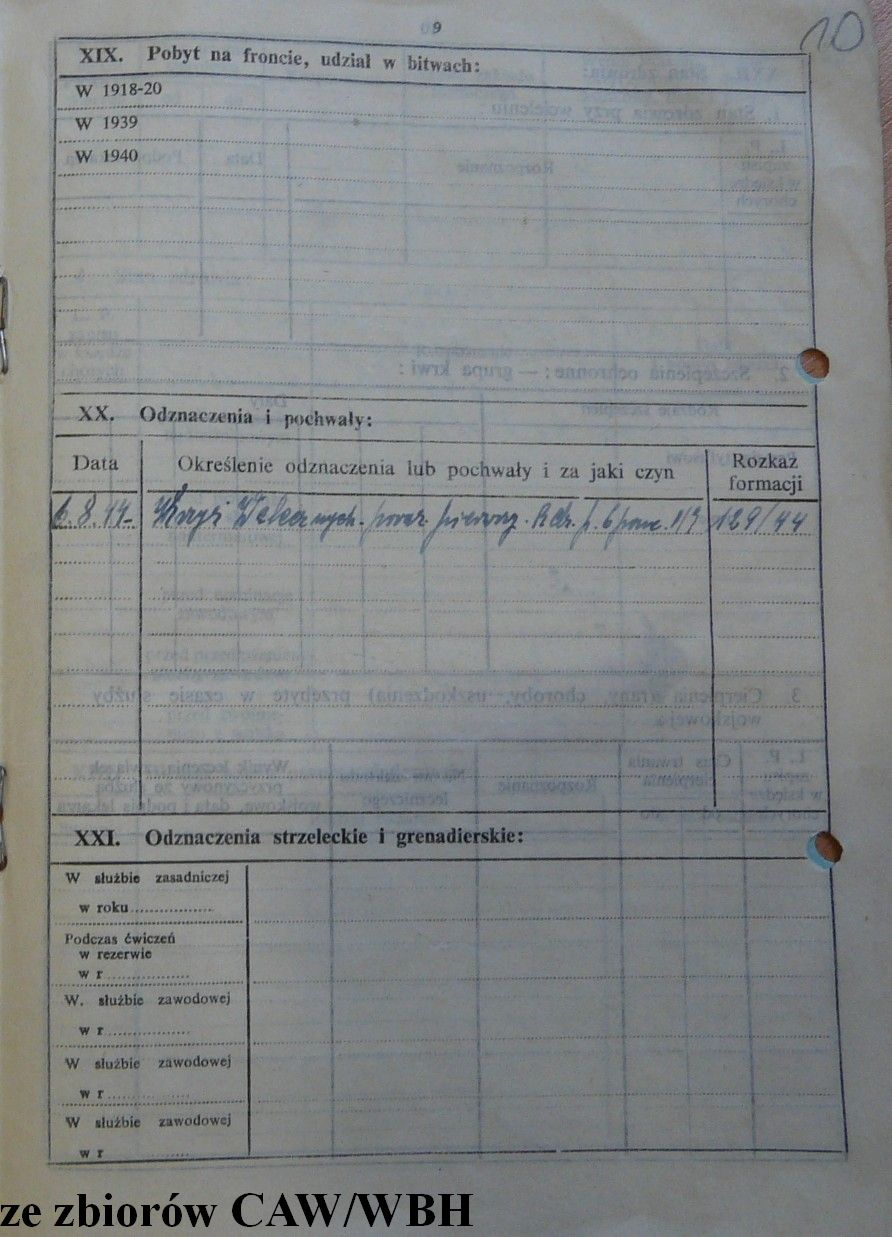 9
10
XIX. Pobyt na froncie, udział w bitwach:
W 1918-20
W 1939
W 1940
XX. Odznaczenia i pochwały:
Data
Określenie odznaczenia lub pochwały i za jaki czyn
Rozkaz
formacji
6.8.44 129/44
XXI. Odznaczenia strzeleckie i grenadierskie:
W służbie zasadniczej
w roku
Podczas ćwiczeń
w rezerwie
w r
W. służbie zawodowej
w r
W służbie zawodowej
w r
W służbie zawodowej
w r
ze zbiorów CAW/WBH